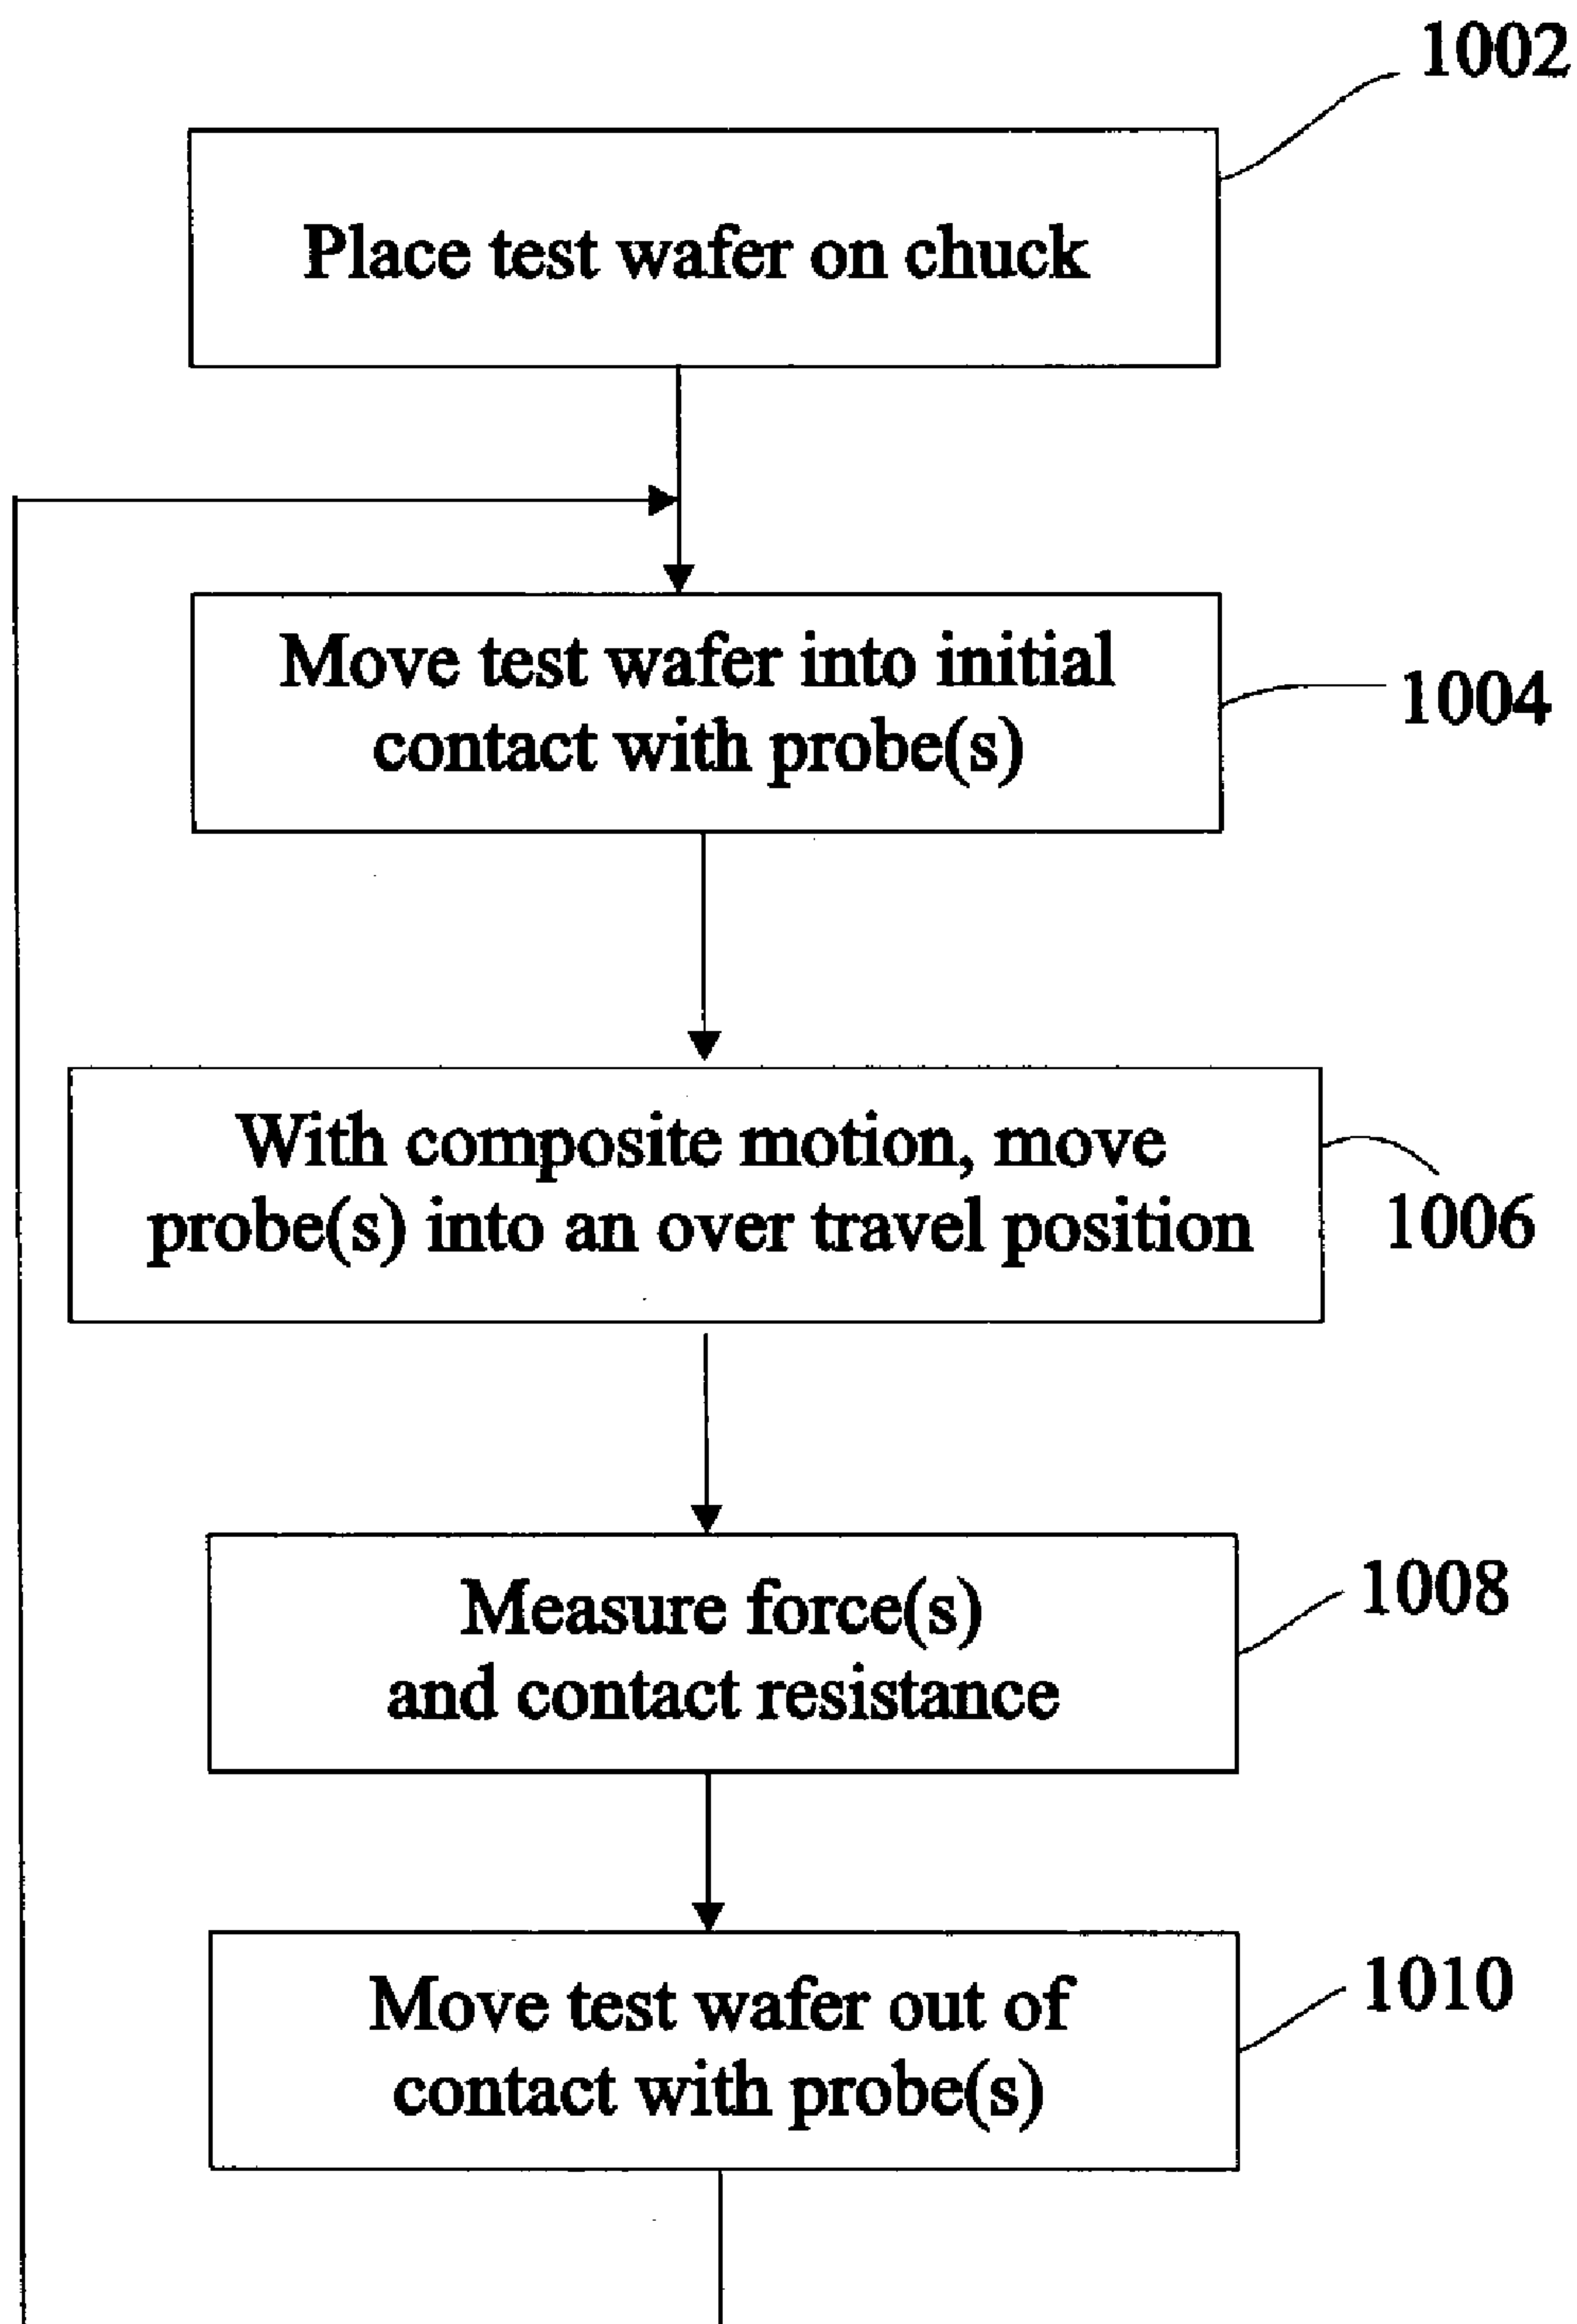 1002
Place test wafer on chuck
Move test wafer into initial
contact with probe(s)
1004
With composite motion, move
probe(s) into an over travel position
1006
Measure force(s)
and contact resistance
1008
Move test wafer out of
contact with probe(s)
1010